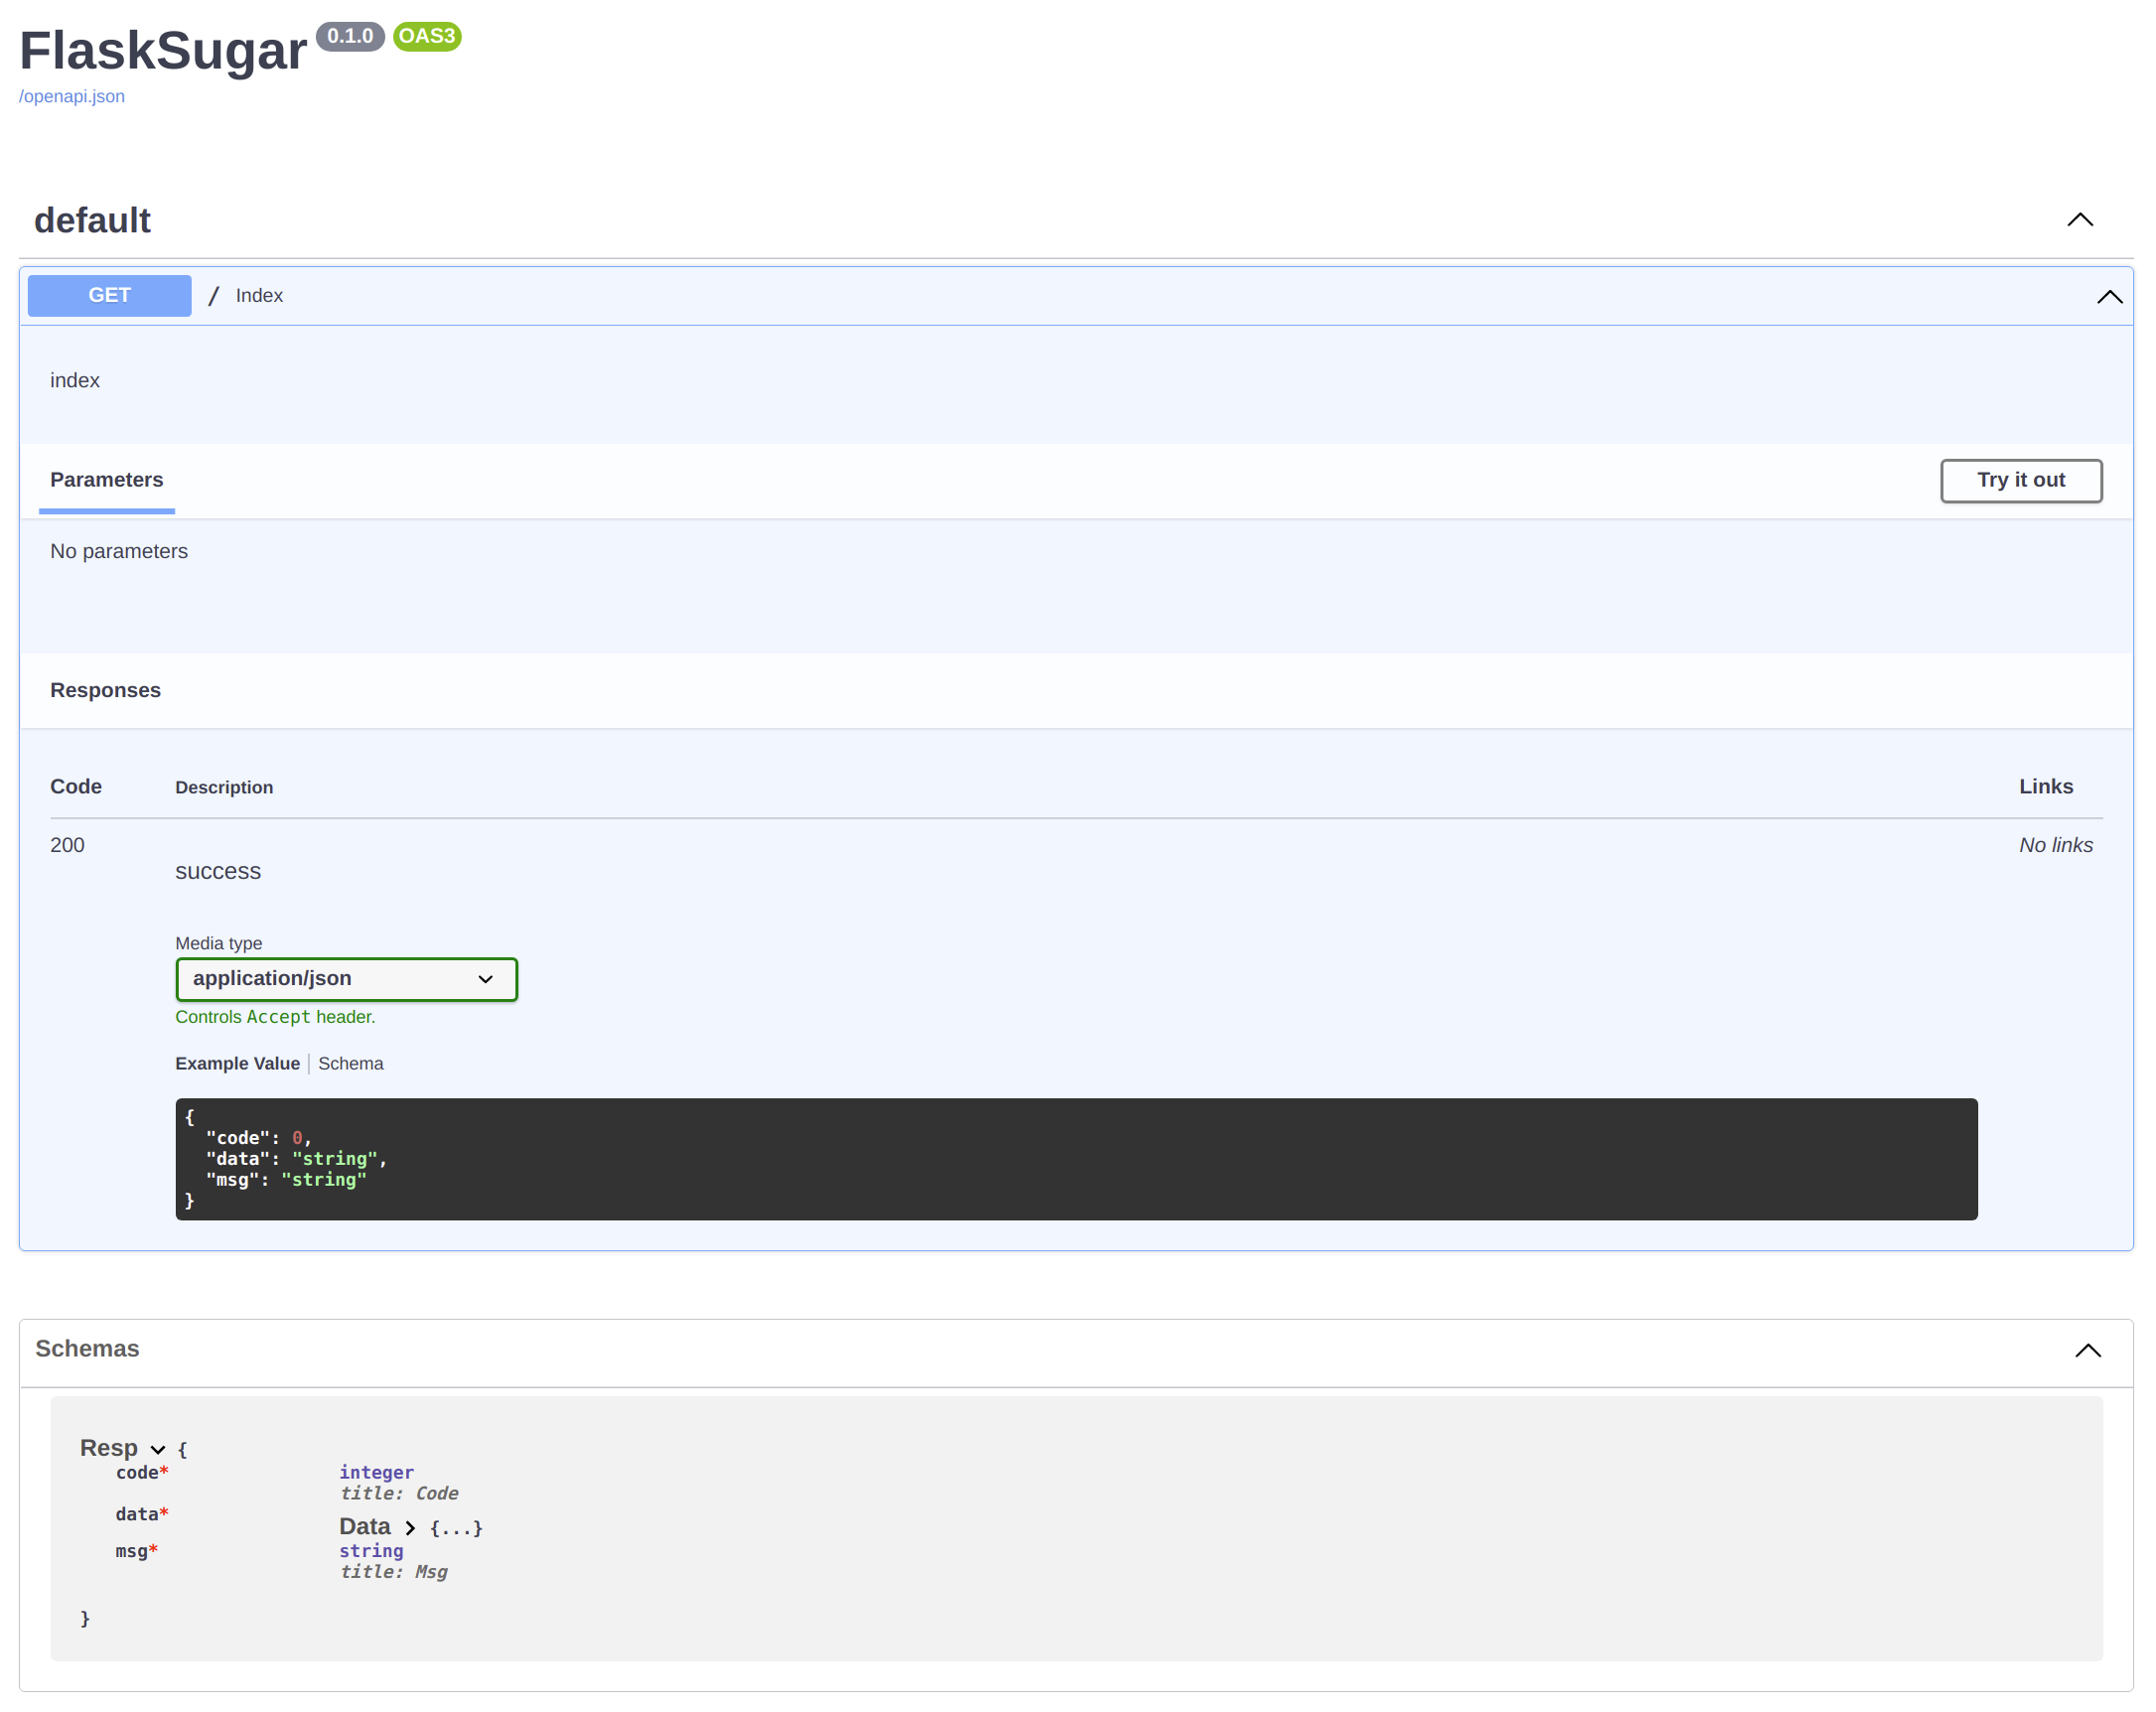 FlaskSugar 0.1.0 OAS3
/openapi.json
default
GET / Index
index
Parameters Try it out
No parameters
Responses
Code Description Links
200 No links
success
Media type
application/json
Controls Accept header.
Example Value Schema
{
"code": 0,
"data": "string",
"msg": "string"
}
Schemas
Resp {
code* integer
title: Code
data* Data {...}
msg* string
title: Msg
}